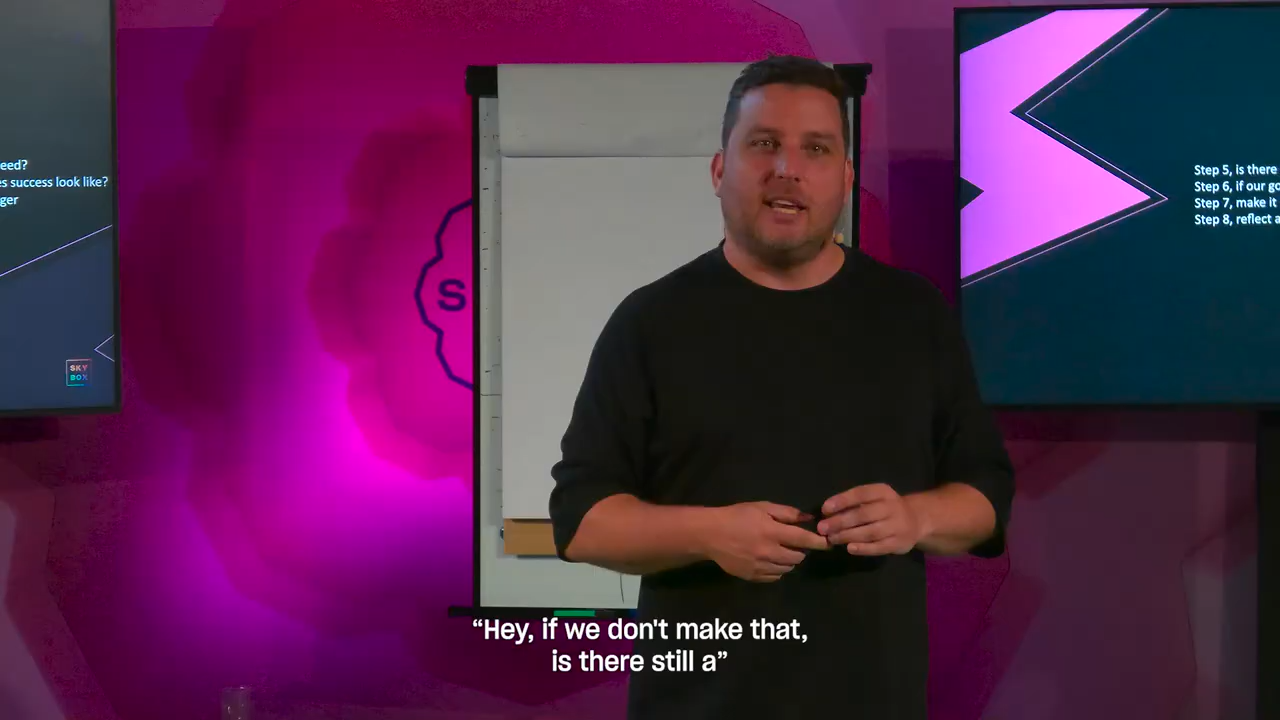 eed?
es success look like?
ger
SKY
BOX
S
Step 5, is there
Step 6, if our go
Step 7, make it
Step 8, reflect a
“Hey, if we don't make that,
is there still a”